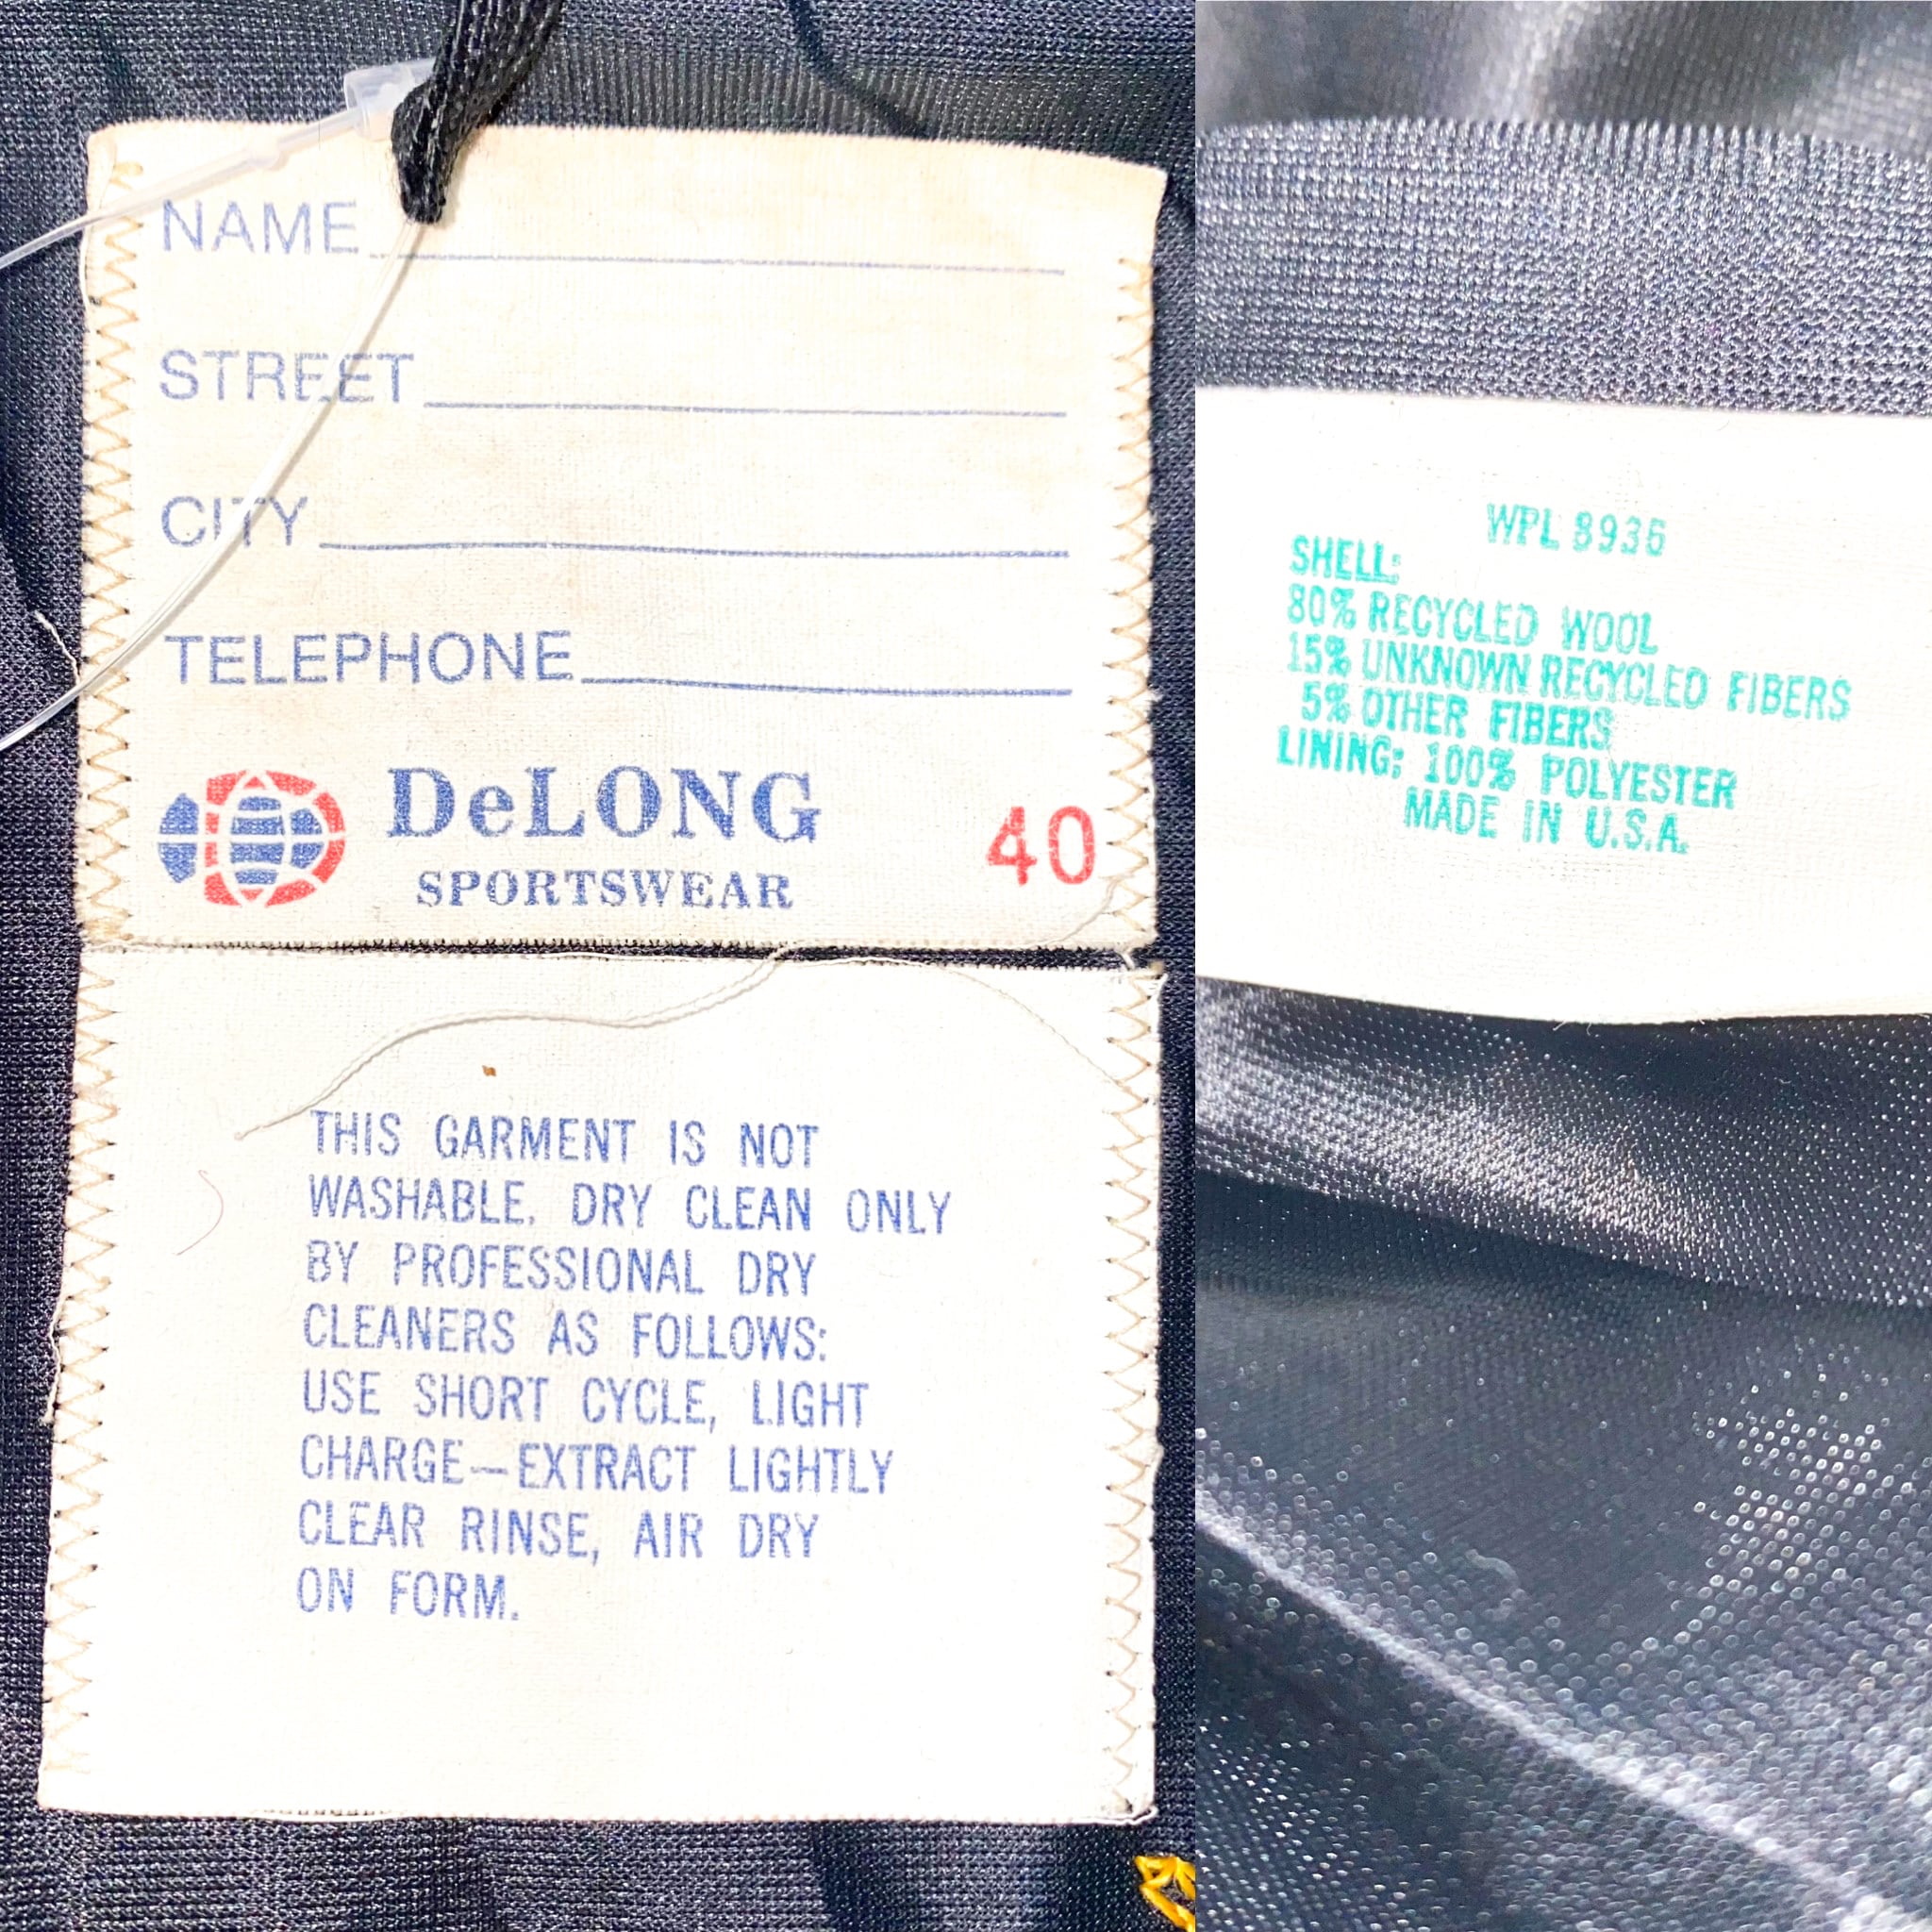 NAME
STREET
CITY
TELEPHONE
DeLONG
SPORTSWEAR
40
THIS GARMENT IS NOT
WASHABLE. DRY CLEAN ONLY
BY PROFESSIONAL DRY
CLEANERS AS FOLLOWS:
USE SHORT CYCLE, LIGHT
CHARGE—EXTRACT LIGHTLY
CLEAR RINSE, AIR DRY
ON FORM.
WPL 8935
SHELL:
80% RECYCLED WOOL
15% UNKNOWN RECYCLED FIBERS
5% OTHER FIBERS
LINING: 100% POLYESTER
MADE IN U.S.A.